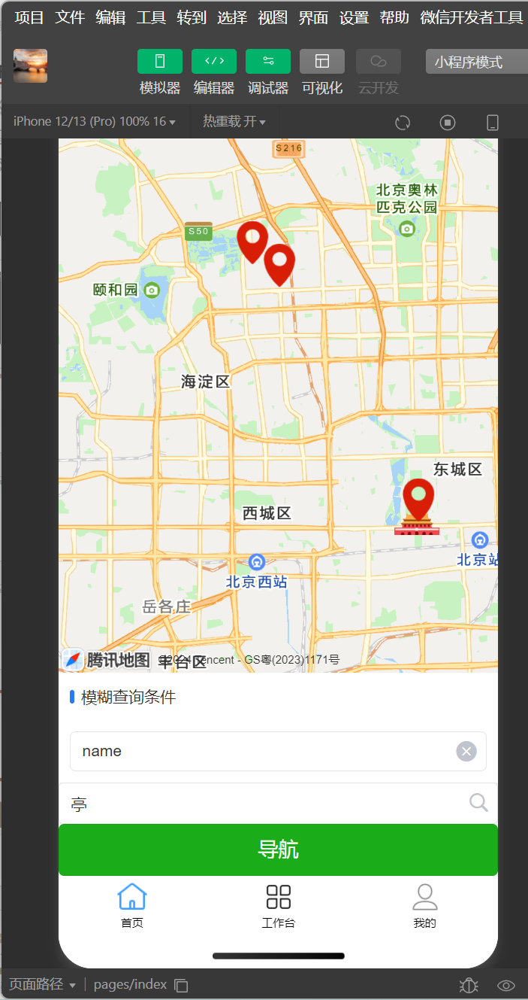 项目 文件 编辑 工具 转到 选择 视图 界面 设置 帮助 微信开发者工具
模拟器 编辑器 调试器 可视化 云开发 小程序模式
iPhone 12/13 (Pro) 100% 16 热重载 开
S216
北京奥林
匹克公园
S50
颐和园
海淀区
东城区
西城区
北京站
北京西站
岳各庄
腾讯地图 丰台区 ©2024 Tencent - GS粤(2023)1171号
模糊查询条件
name
亭
导航
首页 工作台 我的
页面路径 pages/index